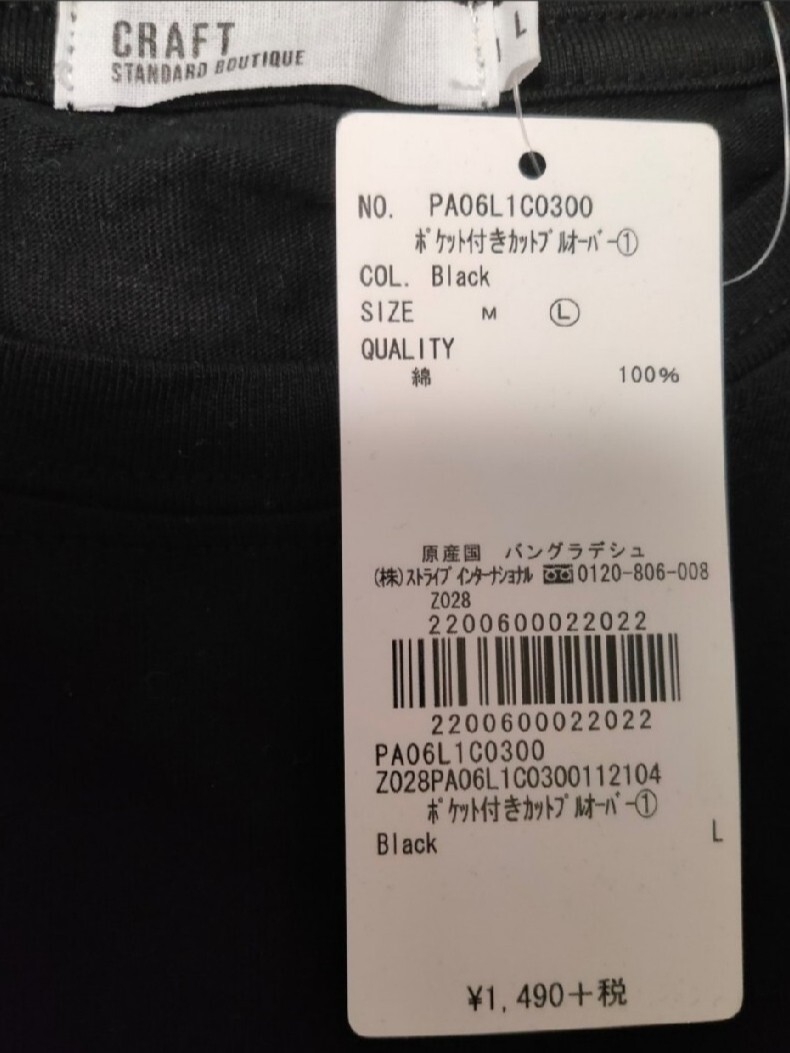 CRAFT
STANDARD BOUTIQUE
L
NO. PA06L1C0300
ポケット付きカットプルオーバー①
COL. Black
SIZE M Ⓛ
QUALITY
綿 100%
原産国 バングラデシュ
(株)ストライプインターナショナル 0120-806-008
Z028
2200600022022
2200600022022
PA06L1C0300
Z028PA06L1C0300112104
ポケット付きカットプルオーバー①
Black L
¥1,490+税